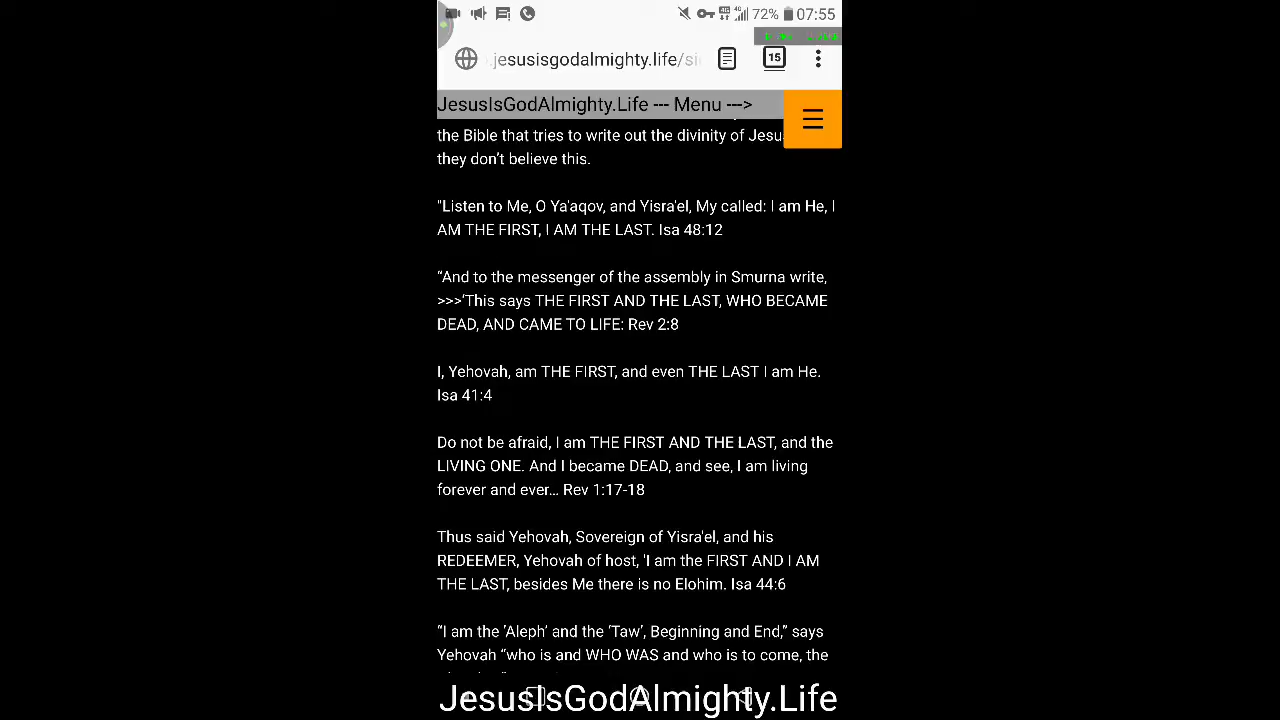 72% 07:55
.jesusisgodalmighty.life/si
15
JesusIsGodAlmighty.Life --- Menu --->
the Bible that tries to write out the divinity of Jesu
they don’t believe this.
"Listen to Me, O Ya'aqov, and Yisra'el, My called: I am He, I
AM THE FIRST, I AM THE LAST. Isa 48:12
“And to the messenger of the assembly in Smurna write,
>>>‘This says THE FIRST AND THE LAST, WHO BECAME
DEAD, AND CAME TO LIFE: Rev 2:8
I, Yehovah, am THE FIRST, and even THE LAST I am He.
Isa 41:4
Do not be afraid, I am THE FIRST AND THE LAST, and the
LIVING ONE. And I became DEAD, and see, I am living
forever and ever… Rev 1:17-18
Thus said Yehovah, Sovereign of Yisra'el, and his
REDEEMER, Yehovah of host, 'I am the FIRST AND I AM
THE LAST, besides Me there is no Elohim. Isa 44:6
“I am the ‘Aleph’ and the ‘Taw’, Beginning and End,” says
Yehovah “who is and WHO WAS and who is to come, the
JesusIsGodAlmighty.Life